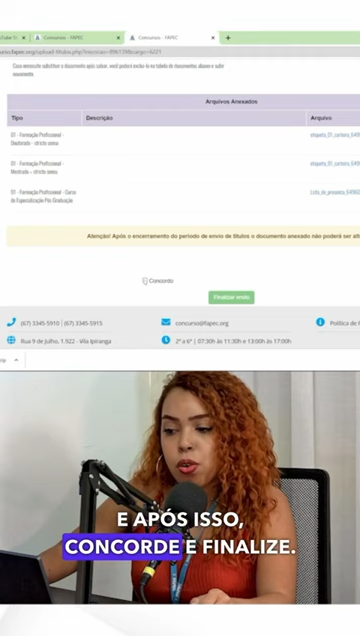 Concursos - FAPEC
Concursos - FAPEC
Caso necessite substituir o documento após salvar, você poderá excluí-lo na tabela de documentos abaixo e subir
novamente.
Arquivos Anexados
Tipo
Descrição
Arquivo
01 - Formação Profissional -
Doutorado - stricto sensu
01 - Formação Profissional -
Mestrado - stricto sensu
01 - Formação Profissional - Curso
de Especialização Pós Graduação
Atenção! Após o encerramento do período de envio de títulos o documento anexado não poderá ser alte
Concordo
Finalizar envio
(67) 3345-5910 | (67) 3345-5915
concurso@fapec.org
Política de P
Rua 9 de Julho, 1.922 - Vila Ipiranga
2ª a 6ª | 07:30h às 11:30h e 13:00h às 17:00h
E APÓS ISSO,
CONCORDE E FINALIZE.